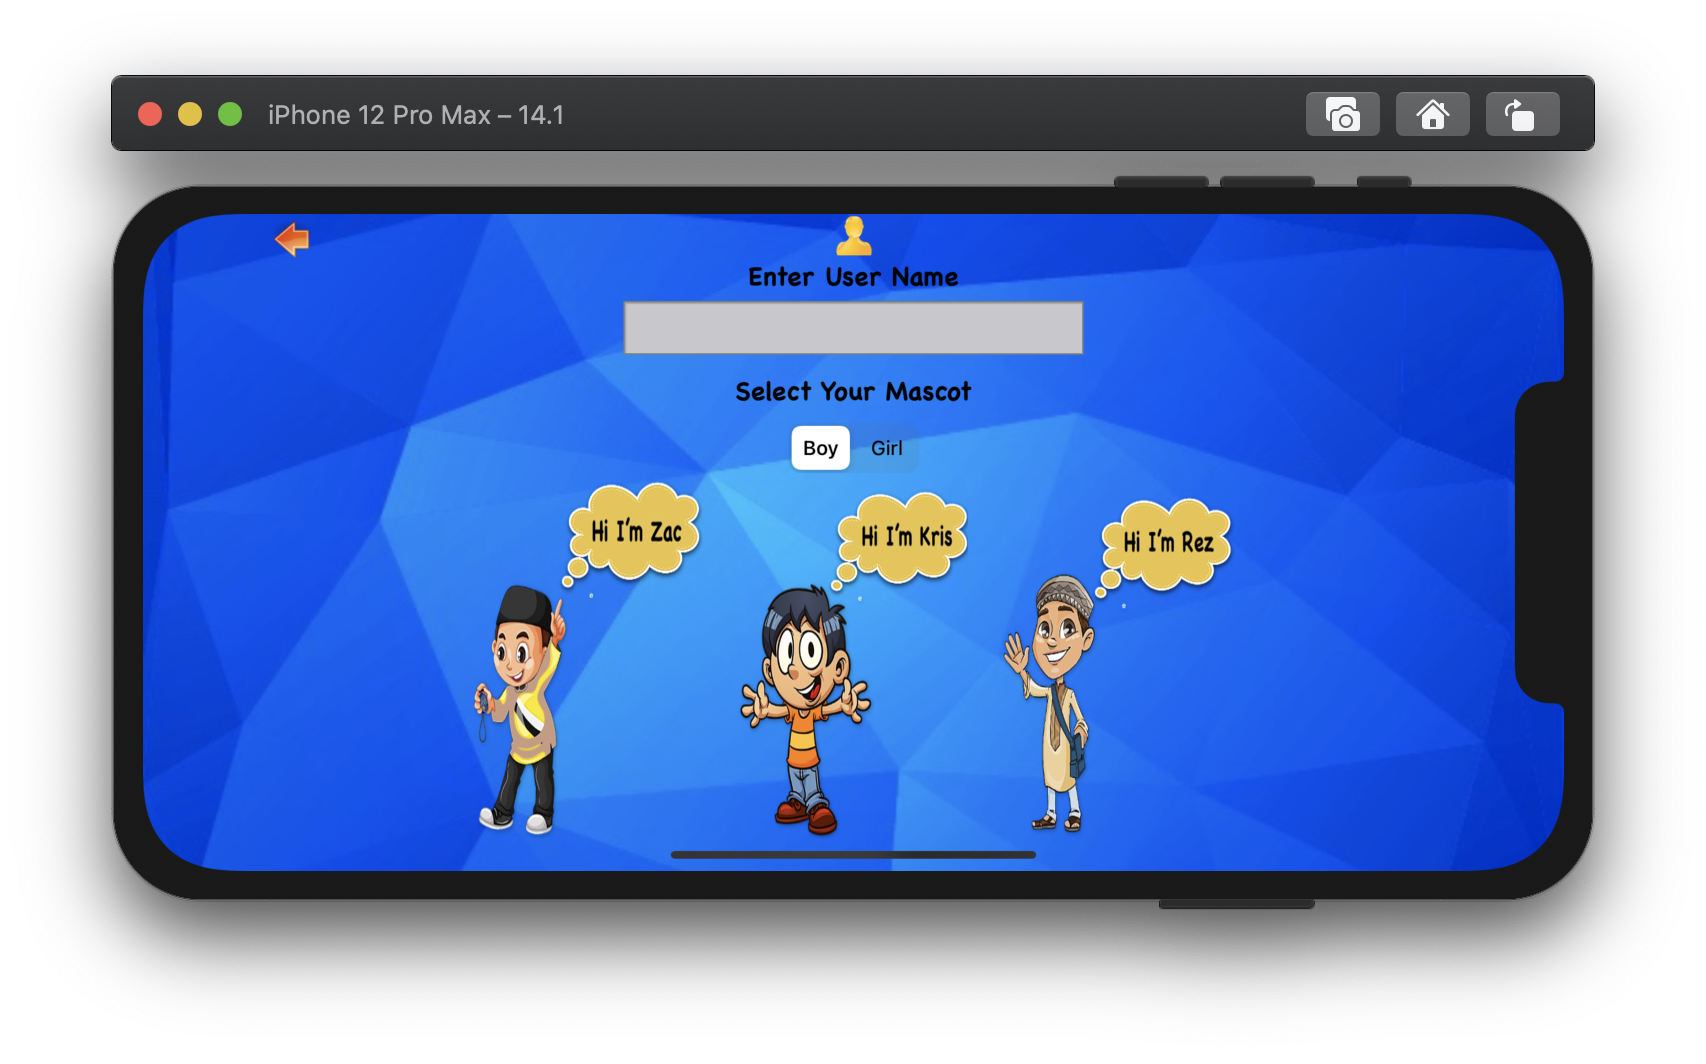 iPhone 12 Pro Max – 14.1
Enter User Name
Select Your Mascot
Boy Girl
Hi I'm Zac
Hi I'm Kris
Hi I'm Rez